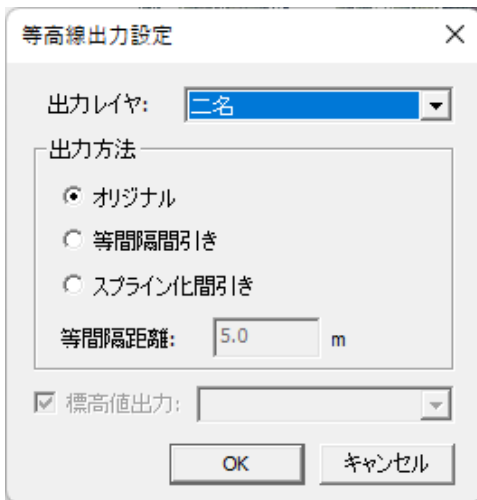 等高線出力設定
出力レイヤ: 二名
出力方法
オリジナル
等間隔間引き
スプライン化間引き
等間隔距離: 5.0 m
標高値出力:
OK キャンセル